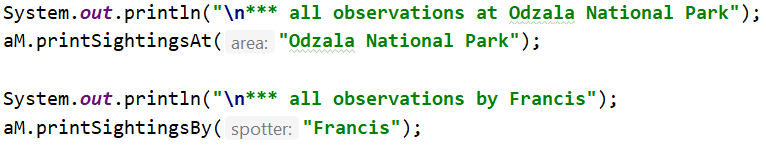 System.out.println("\n*** all observations at Odzala National Park");
aM.printSightingsAt( area: "Odzala National Park");
System.out.println("\n*** all observations by Francis");
aM.printSightingsBy( spotter: "Francis");